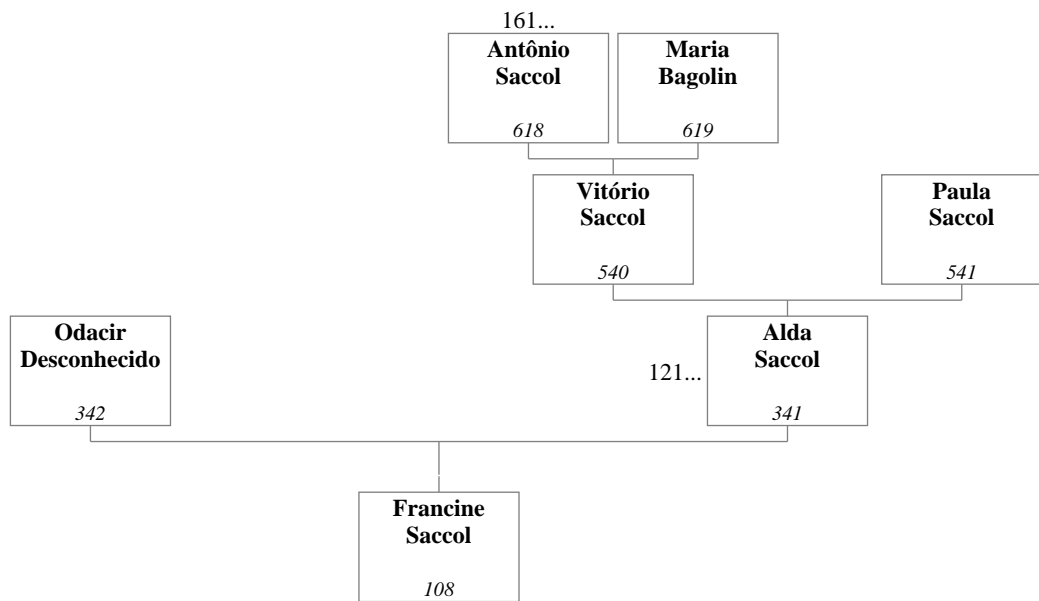 161...
Antônio
Saccol
618
Maria
Bagolin
619
Vitório
Saccol
540
Paula
Saccol
541
Odacir
Desconhecido
342
121...
Alda
Saccol
341
Francine
Saccol
108